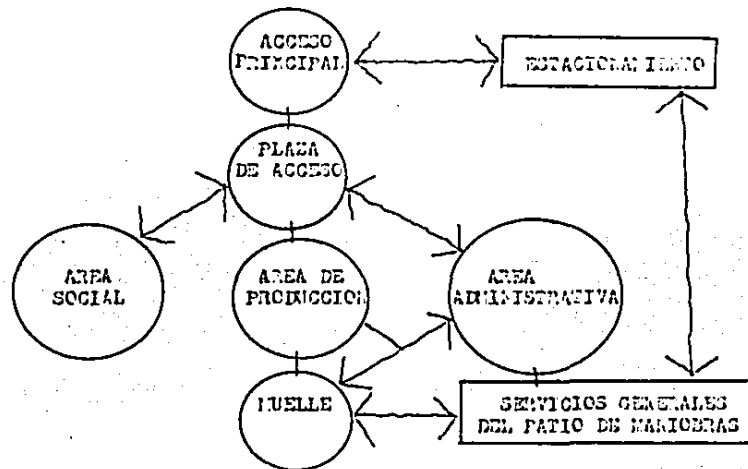 ACCESO
PRINCIPAL
ESTACIONAMIENTO
PLAZA
DE ACCESO
AREA
SOCIAL
AREA DE
PRODUCCION
AREA
ADMINISTRATIVA
MUELLE
SERVICIOS GENERALES
DEL PATIO DE MANIOBRAS